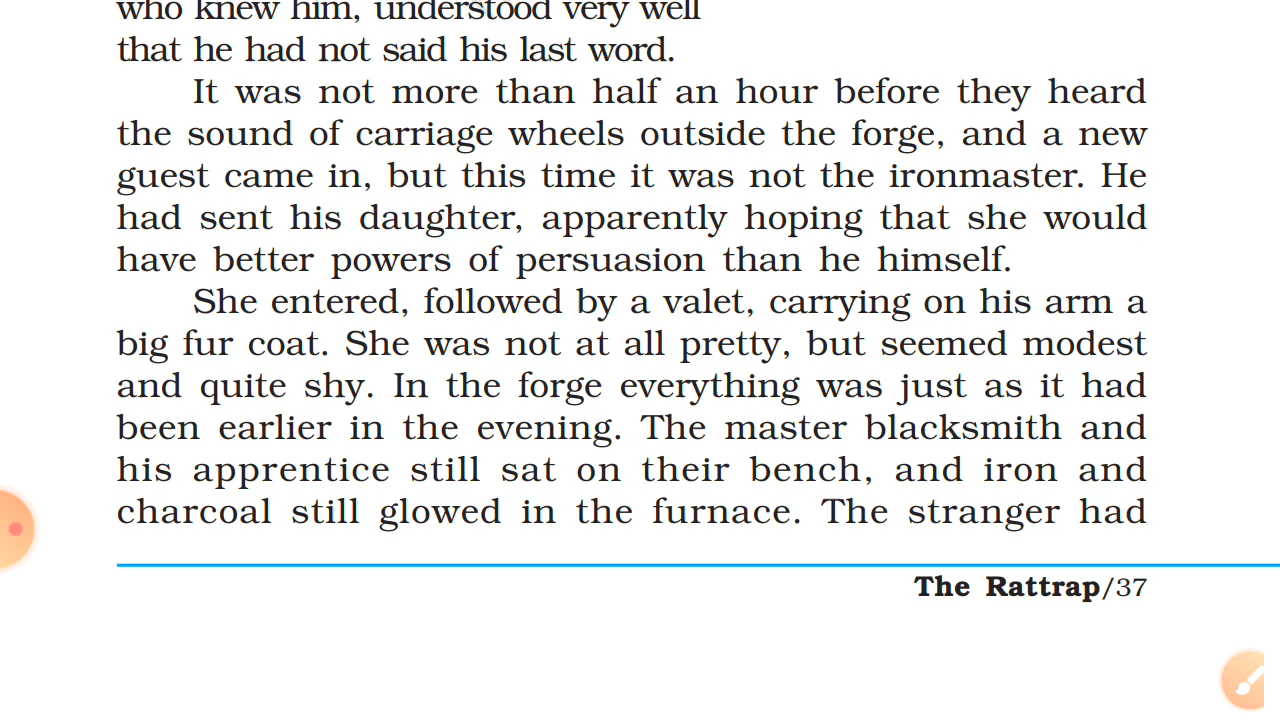 who knew him, understood very well
that he had not said his last word.
It was not more than half an hour before they heard
the sound of carriage wheels outside the forge, and a new
guest came in, but this time it was not the ironmaster. He
had sent his daughter, apparently hoping that she would
have better powers of persuasion than he himself.
She entered, followed by a valet, carrying on his arm a
big fur coat. She was not at all pretty, but seemed modest
and quite shy. In the forge everything was just as it had
been earlier in the evening. The master blacksmith and
his apprentice still sat on their bench, and iron and
charcoal still glowed in the furnace. The stranger had
The Rattrap/37